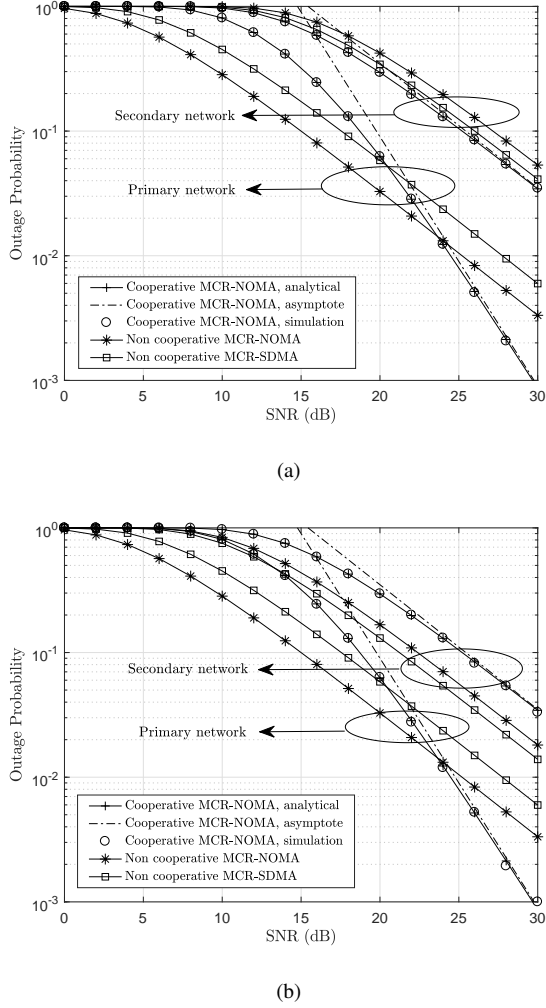 10^0
10^-1
10^-2
10^-3
Outage Probability
Secondary network
Primary network
Cooperative MCR-NOMA, analytical
Cooperative MCR-NOMA, asymptote
Cooperative MCR-NOMA, simulation
Non cooperative MCR-NOMA
Non cooperative MCR-SDMA
0 5 10 15 20 25 30
SNR (dB)
(a)
10^0
10^-1
10^-2
10^-3
Outage Probability
Secondary network
Primary network
Cooperative MCR-NOMA, analytical
Cooperative MCR-NOMA, asymptote
Cooperative MCR-NOMA, simulation
Non cooperative MCR-NOMA
Non cooperative MCR-SDMA
0 5 10 15 20 25 30
SNR (dB)
(b)